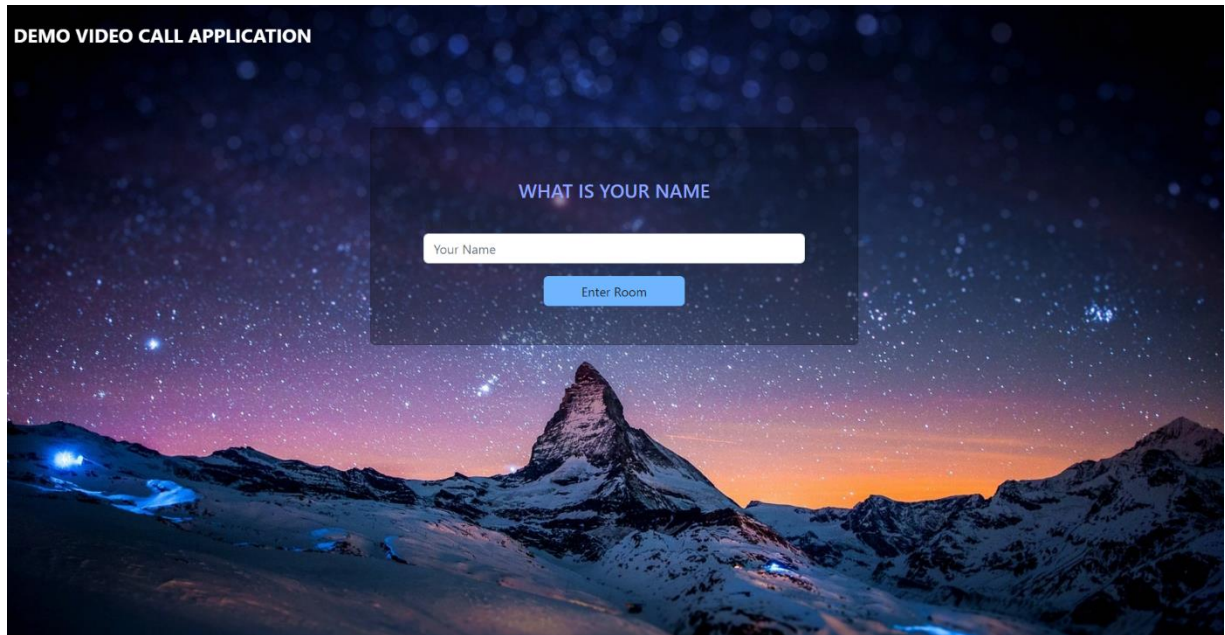 DEMO VIDEO CALL APPLICATION
WHAT IS YOUR NAME
Your Name
Enter Room